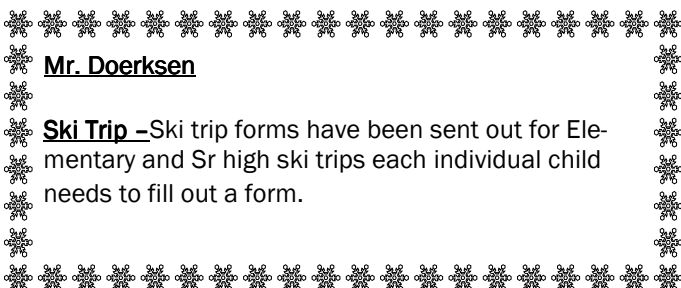 Mr. Doerksen
Ski Trip –Ski trip forms have been sent out for Ele-
mentary and Sr high ski trips each individual child
needs to fill out a form.